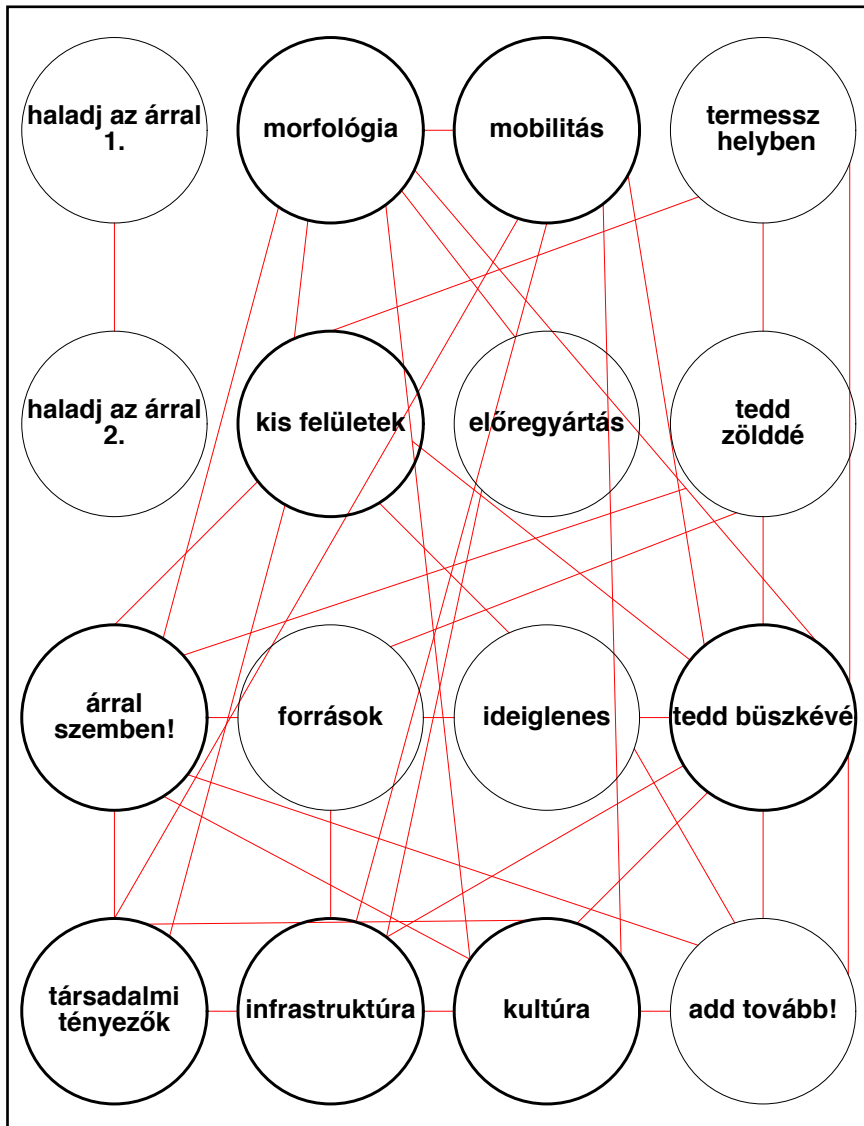 haladj az árral
1.
morfológia
mobilitás
termessz
helyben
haladj az árral
2.
kis felületek
előregyártás
tedd
zölddé
árral
szemben!
források
ideiglenes
tedd büszkévé
társadalmi
tényezők
infrastruktúra
kultúra
add tovább!